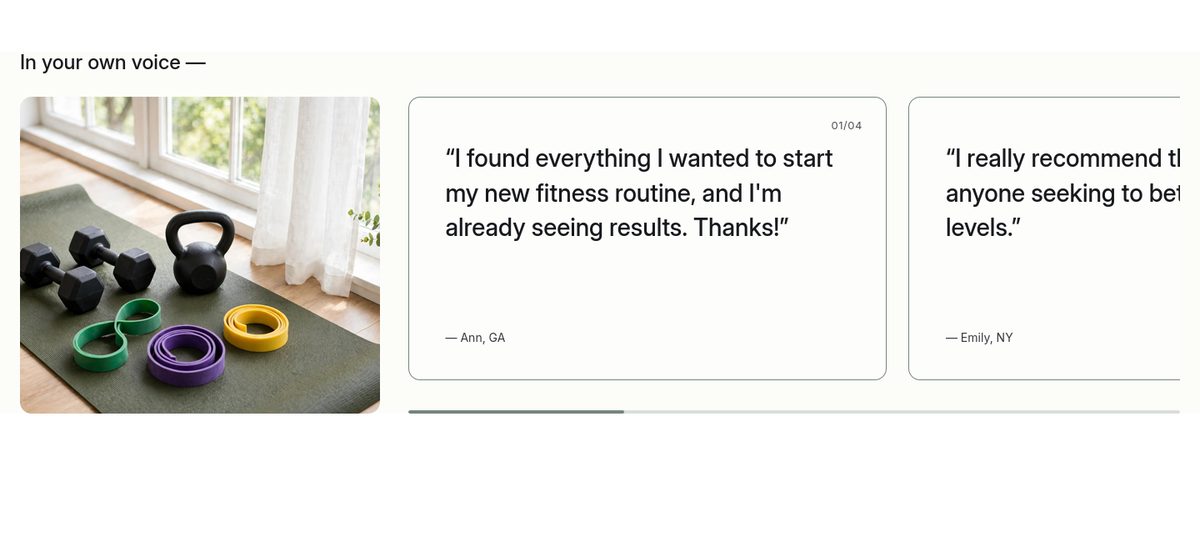 In your own voice —
01/04
“I found everything I wanted to start
my new fitness routine, and I'm
already seeing results. Thanks!”
— Ann, GA
“I really recommend
anyone seeking to
levels.”
— Emily, NY